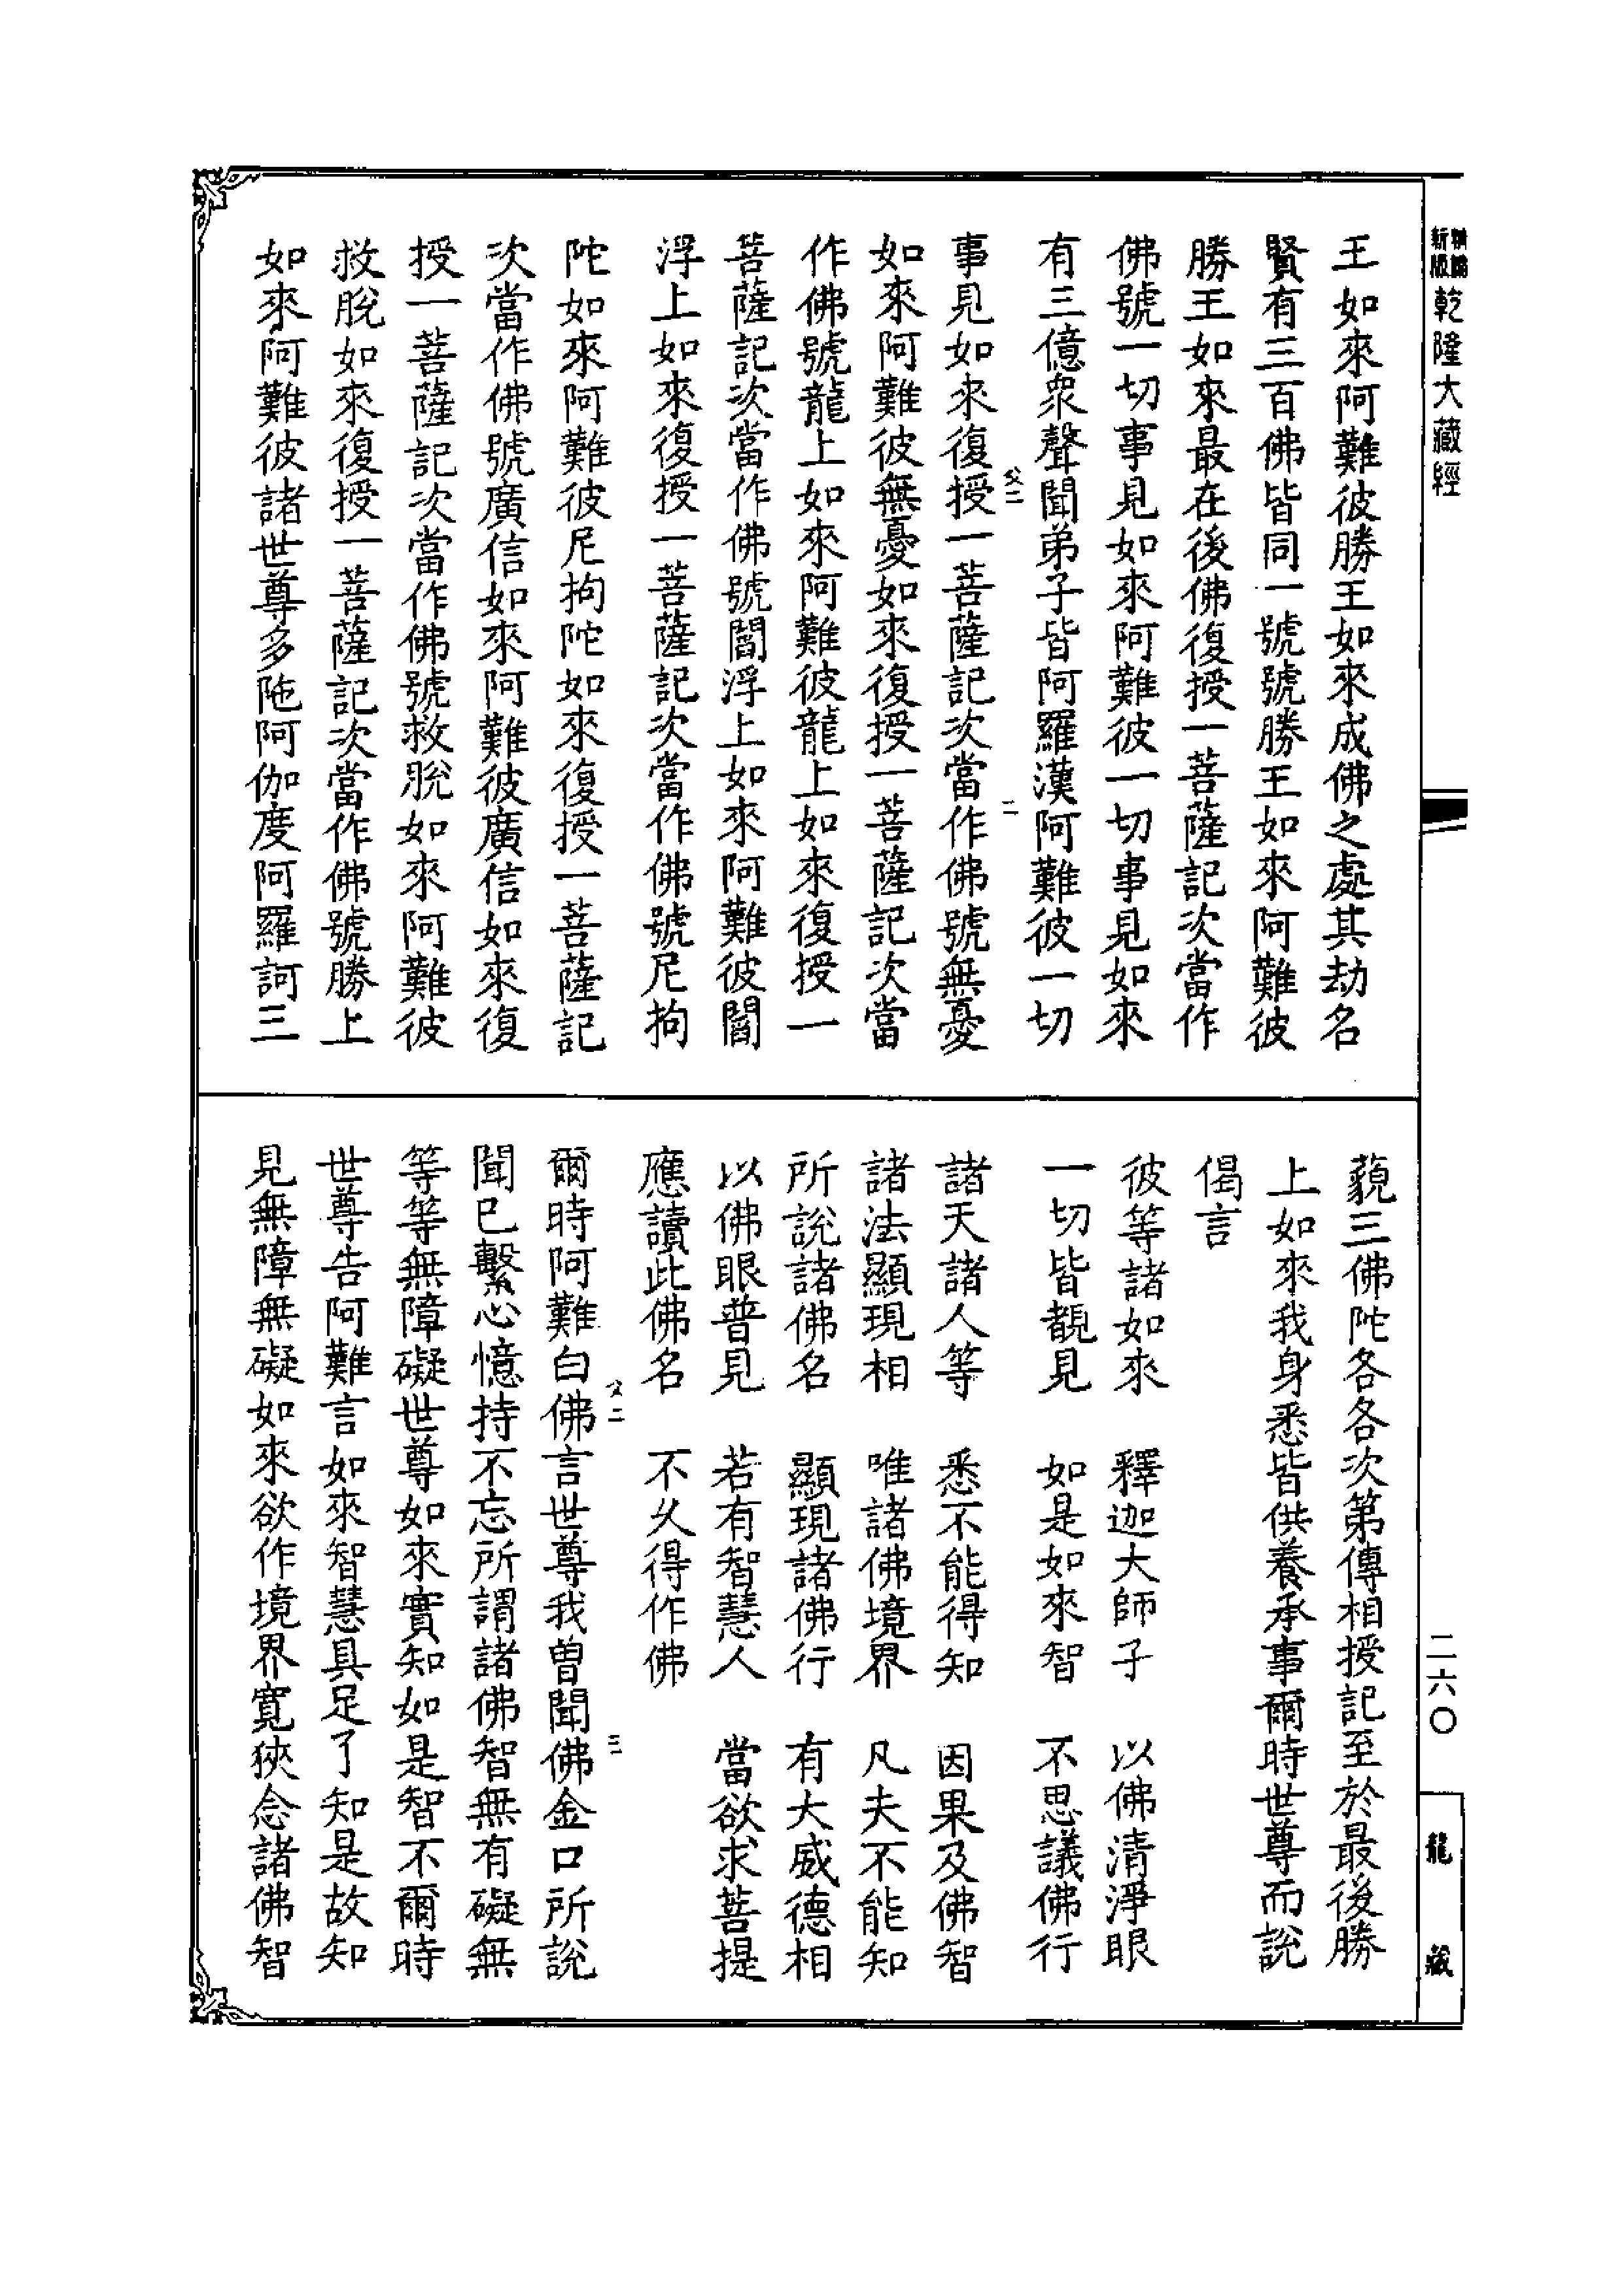 新編
新版
乾隆大藏經
王如來阿難彼勝王如來成佛之處其劫名
賢有三百佛皆同一號號勝王如來阿難彼
勝王如來最在後佛復授一菩薩記次當作
佛號一切事見如來阿難彼一切事見如來
有三億衆聲聞弟子皆阿羅漢阿難彼一切
事見如來復授一菩薩記次當作佛號無憂
如來阿難彼無憂如來復授一菩薩記次當
作佛號龍上如來阿難彼龍上如來復授一
菩薩記次當作佛號閻浮上如來阿難彼閻
浮上如來復授一菩薩記次當作佛號尼拘
陀如來阿難彼尼拘陀如來復授一菩薩記
次當作佛號廣信如來阿難彼廣信如來復
授一菩薩記次當作佛號救脫如來阿難彼
救脫如來復授一菩薩記次當作佛號勝上
如來阿難彼諸世尊多陁阿伽度阿羅訶三
藐三佛陀各各次第傳相授記至於最後勝
上如來我身悉皆供養承事爾時世尊而說
偈言
彼等諸如來 釋迦大師子 以佛清淨眼
一切皆覩見 如是如來智 不思議佛行
諸天諸人等 悉不能得知 因果及佛智
諸法顯現相 唯諸佛境界 凡夫不能知
所說諸佛名 顯現諸佛行 有大威德相
以佛眼普見 若有智慧人 當欲求菩提
應讀此佛名 不久得作佛
爾時阿難白佛言世尊我曽聞佛金口所說
聞已繫心憶持不忘所謂諸佛智無有礙無
等等無障礙世尊如來實知如是智不爾時
世尊告阿難言如來智慧具足了知是故知
見無障無礙如來欲作境界寬狹念諸佛智
二六〇
龍藏